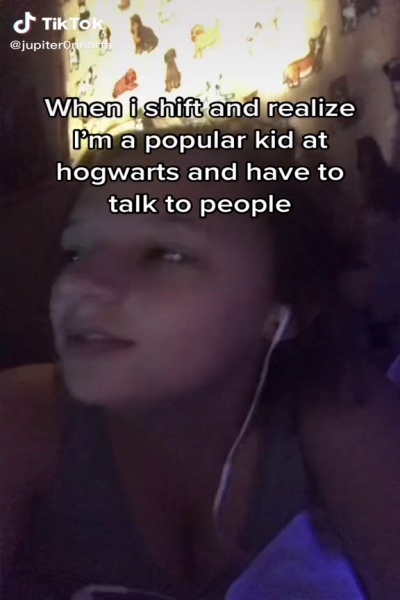 TikTok
When i shift and realize
I'm a popular kid at
hogwarts and have to
talk to people